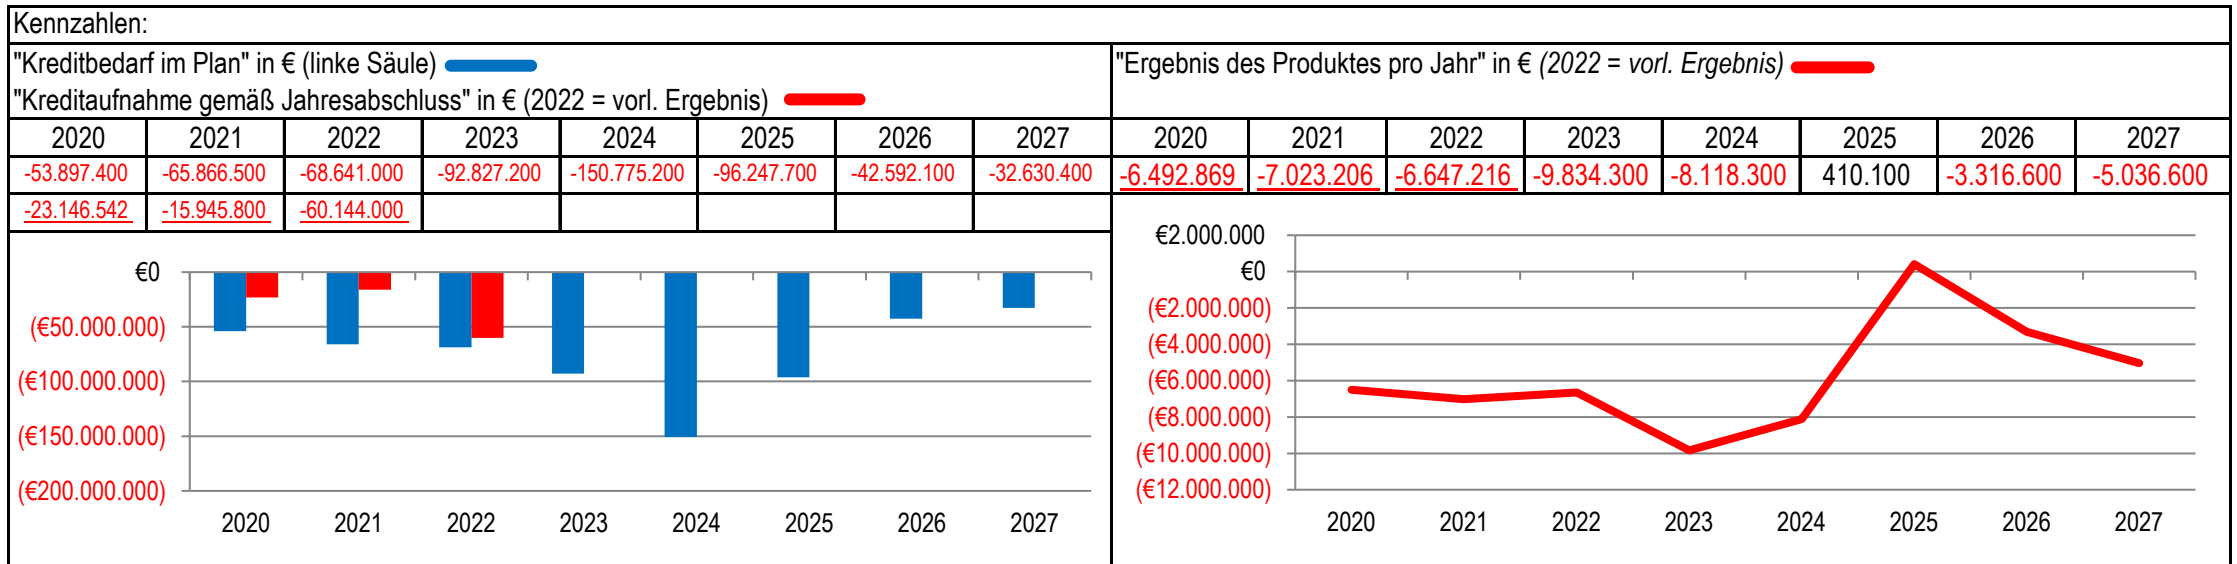 Kennzahlen:
"Kreditbedarf im Plan" in € (linke Säule)
"Kreditaufnahme gemäß Jahresabschluss" in € (2022 = vorl. Ergebnis)
2020 2021 2022 2023 2024 2025 2026 2027
-53.897.400 -65.866.500 -68.641.000 -92.827.200 -150.775.200 -96.247.700 -42.592.100 -32.630.400
-23.146.542 -15.945.800 -60.144.000
€0
(€50.000.000)
(€100.000.000)
(€150.000.000)
(€200.000.000)
2020 2021 2022 2023 2024 2025 2026 2027
"Ergebnis des Produktes pro Jahr" in € (2022 = vorl. Ergebnis)
2020 2021 2022 2023 2024 2025 2026 2027
-6.492.869 -7.023.206 -6.647.216 -9.834.300 -8.118.300 410.100 -3.316.600 -5.036.600
€2.000.000
€0
(€2.000.000)
(€4.000.000)
(€6.000.000)
(€8.000.000)
(€10.000.000)
(€12.000.000)
2020 2021 2022 2023 2024 2025 2026 2027